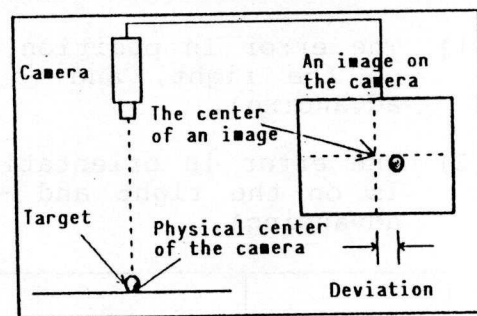 Camera
An image on
the camera
The center
of an image
Target
Physical center
of the camera
Deviation